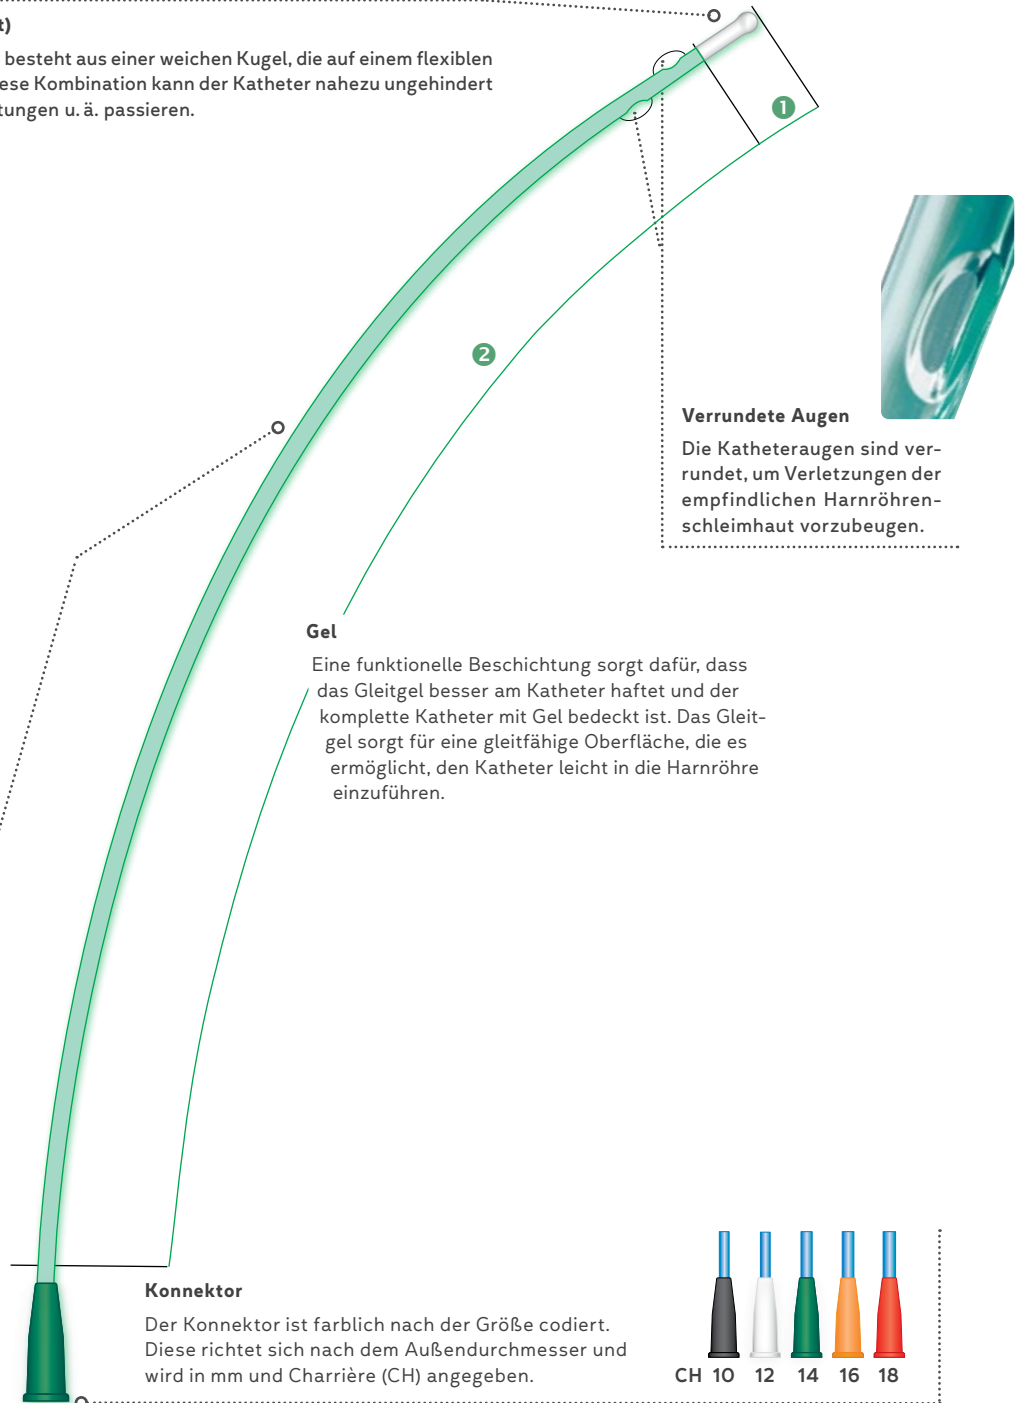 t)
besteht aus einer weichen Kugel, die auf einem flexiblen
ese Kombination kann der Katheter nahezu ungehindert
tungen u. ä. passieren.
1
2
Verrundete Augen
Die Katheteraugen sind ver-
rundet, um Verletzungen der
empfindlichen Harnröhren-
schleimhaut vorzubeugen.
Gel
Eine funktionelle Beschichtung sorgt dafür, dass
das Gleitgel besser am Katheter haftet und der
komplette Katheter mit Gel bedeckt ist. Das Gleit-
gel sorgt für eine gleitfähige Oberfläche, die es
ermöglicht, den Katheter leicht in die Harnröhre
einzuführen.
Konnektor
Der Konnektor ist farblich nach der Größe codiert.
Diese richtet sich nach dem Außendurchmesser und
wird in mm und Charrière (CH) angegeben.
CH 10 12 14 16 18